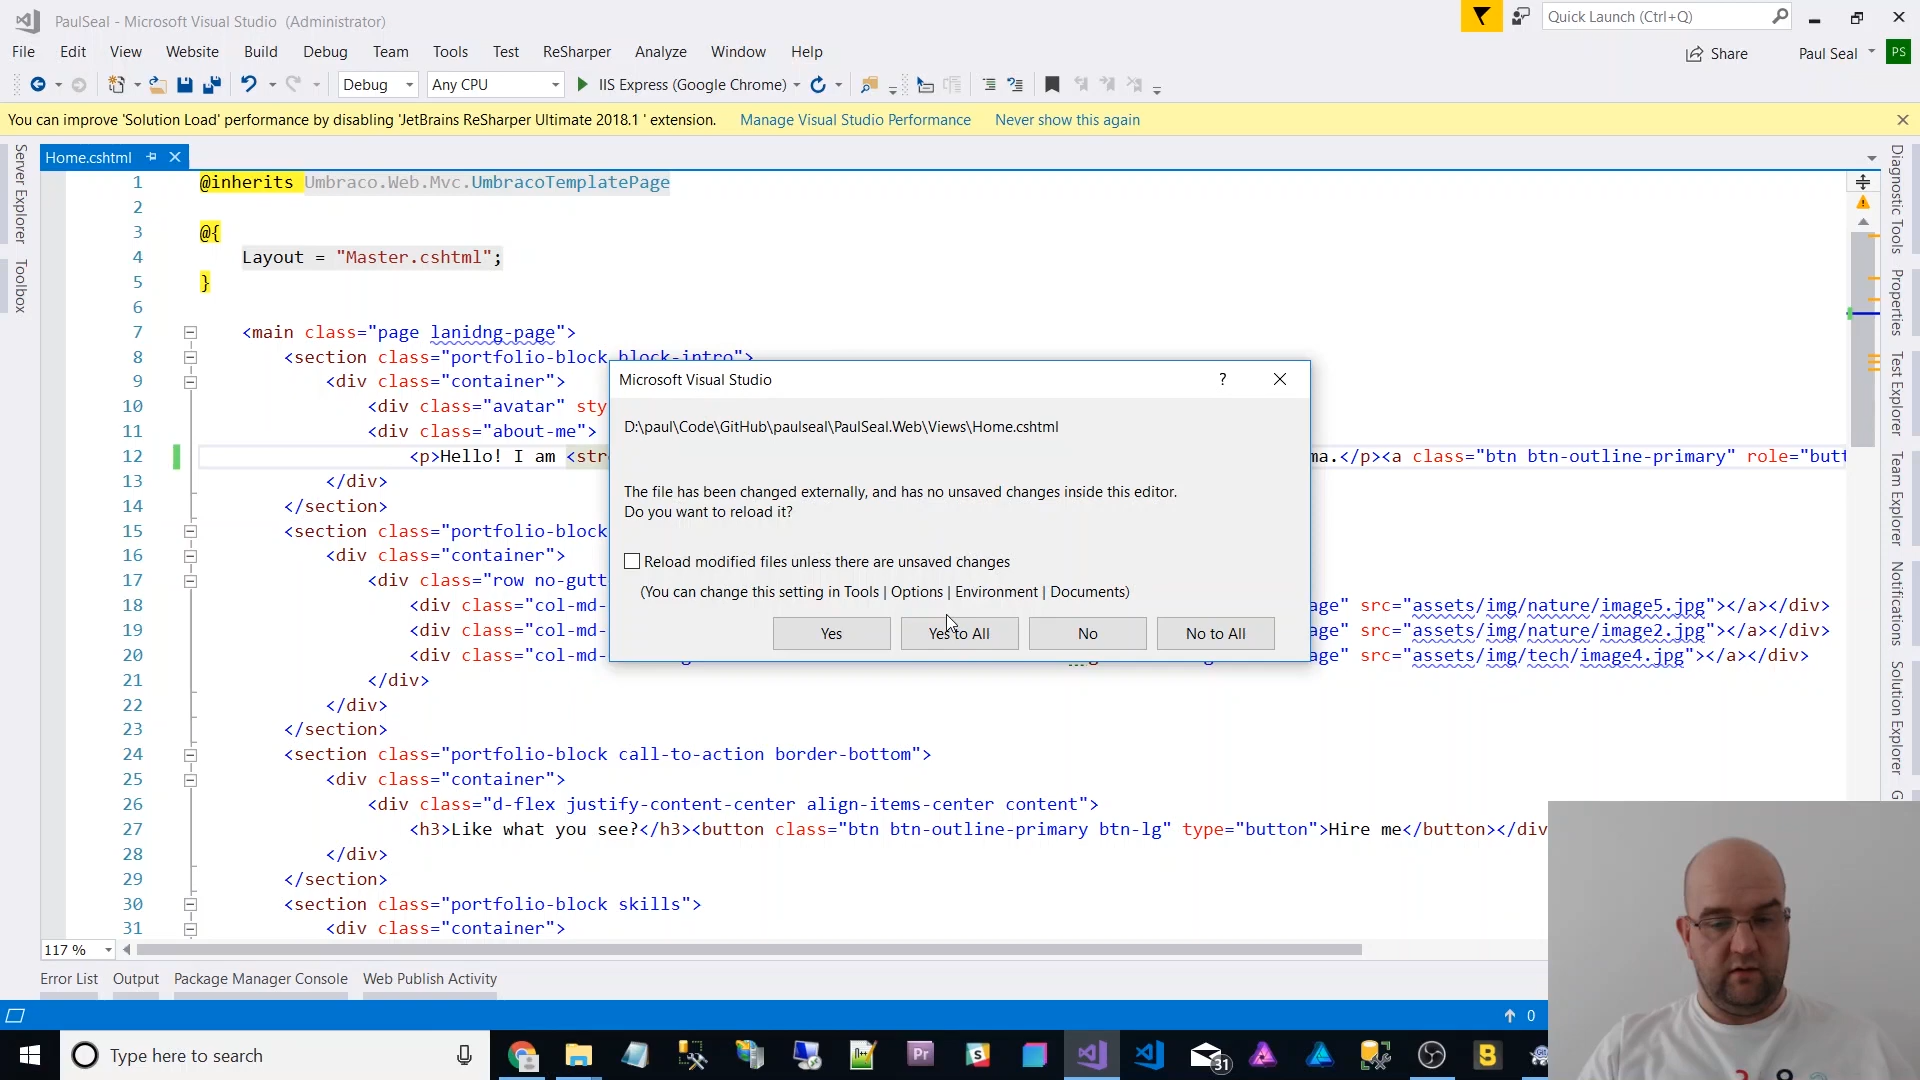 PaulSeal - Microsoft Visual Studio (Administrator)
Quick Launch (Ctrl+Q)
File Edit View Website Build Debug Team Tools Test ReSharper Analyze Window Help
Share Paul Seal PS
Debug Any CPU IIS Express (Google Chrome)
You can improve 'Solution Load' performance by disabling 'JetBrains ReSharper Ultimate 2018.1 ' extension. Manage Visual Studio Performance Never show this again
Server Explorer
Toolbox
Home.cshtml
1 @inherits Umbraco.Web.Mvc.UmbracoTemplatePage
2
3 @{
4 Layout = "Master.cshtml";
5 }
6
7 <main class="page lanidng-page">
8 <section class="portfolio-block block-intro">
9 <div class="container">
10 <div class="avatar" sty
11 <div class="about-me">
12 <p>Hello! I am <str ma.</p><a class="btn btn-outline-primary" role="butt
13 </div>
14 </section>
15 <section class="portfolio-block
16 <div class="container">
17 <div class="row no-gutt
18 <div class="col-md- age" src="assets/img/nature/image5.jpg"></a></div>
19 <div class="col-md- age" src="assets/img/nature/image2.jpg"></a></div>
20 <div class="col-md- age" src="assets/img/tech/image4.jpg"></a></div>
21 </div>
22 </div>
23 </section>
24 <section class="portfolio-block call-to-action border-bottom">
25 <div class="container">
26 <div class="d-flex justify-content-center align-items-center content">
27 <h3>Like what you see?</h3><button class="btn btn-outline-primary btn-lg" type="button">Hire me</button></div
28 </div>
29 </section>
30 <section class="portfolio-block skills">
31 <div class="container">
Microsoft Visual Studio
?
D:\paul\Code\GitHub\paulseal\PaulSeal.Web\Views\Home.cshtml
The file has been changed externally, and has no unsaved changes inside this editor.
Do you want to reload it?
Reload modified files unless there are unsaved changes
(You can change this setting in Tools | Options | Environment | Documents)
Yes Yes to All No No to All
Diagnostic Tools
Properties
Test Explorer
Team Explorer
Notifications
Solution Explorer
G
117 %
Error List Output Package Manager Console Web Publish Activity
0
Type here to search
Pr
S
31
B